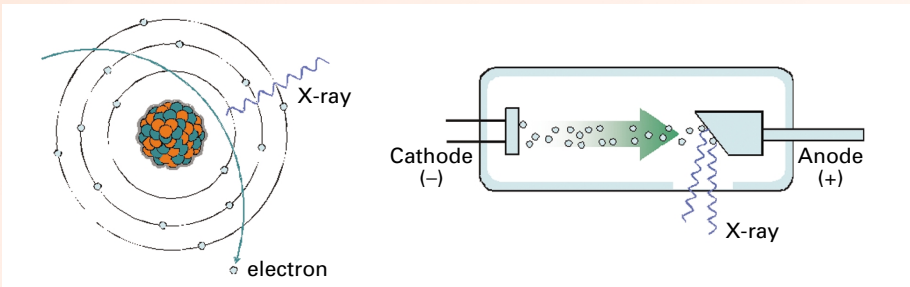 X-ray
electron
Cathode
(–)
Anode
(+)
X-ray